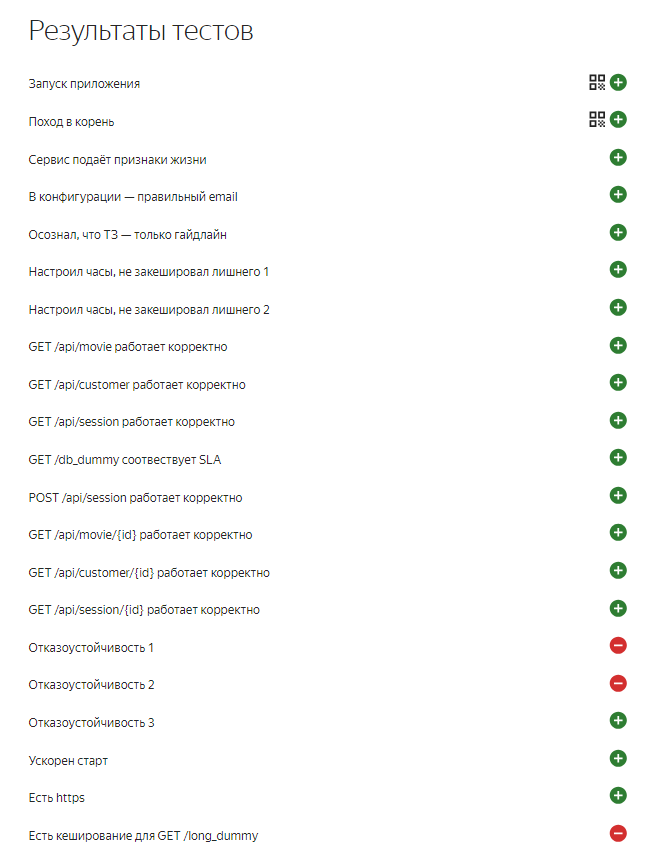 Результаты тестов
Запуск приложения
Поход в корень
Сервис подаёт признаки жизни
В конфигурации — правильный email
Осознал, что ТЗ — только гайдлайн
Настроил часы, не закешировал лишнего 1
Настроил часы, не закешировал лишнего 2
GET /api/movie работает корректно
GET /api/customer работает корректно
GET /api/session работает корректно
GET /db_dummy соотвествует SLA
POST /api/session работает корректно
GET /api/movie/{id} работает корректно
GET /api/customer/{id} работает корректно
GET /api/session/{id} работает корректно
Отказоустойчивость 1
Отказоустойчивость 2
Отказоустойчивость 3
Ускорен старт
Есть https
Есть кеширование для GET /long_dummy